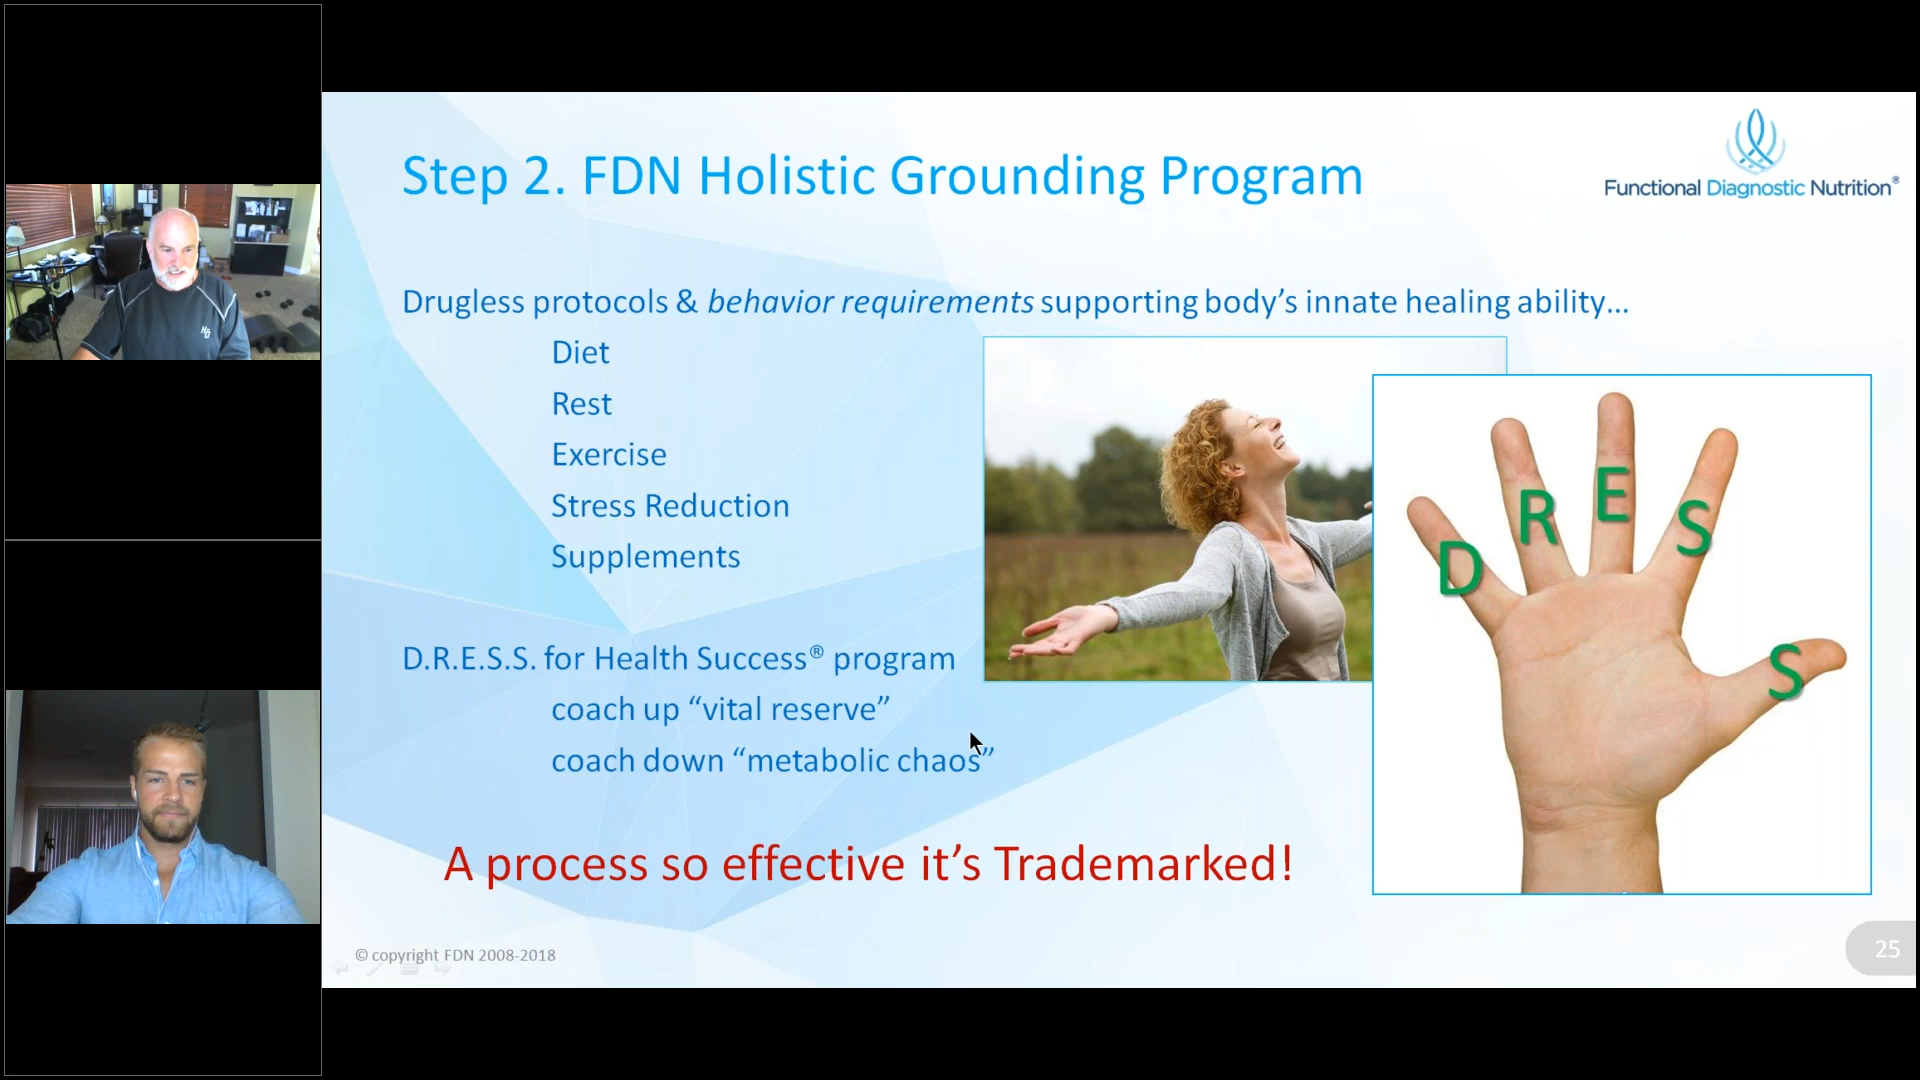 Step 2. FDN Holistic Grounding Program
Functional Diagnostic Nutrition®
Drugless protocols & behavior requirements supporting body’s innate healing ability...
Diet
Rest
Exercise
Stress Reduction
Supplements
D
R
E
S
S
D.R.E.S.S. for Health Success® program
coach up “vital reserve”
coach down “metabolic chaos”
A process so effective it’s Trademarked!
© copyright FDN 2008-2018
25